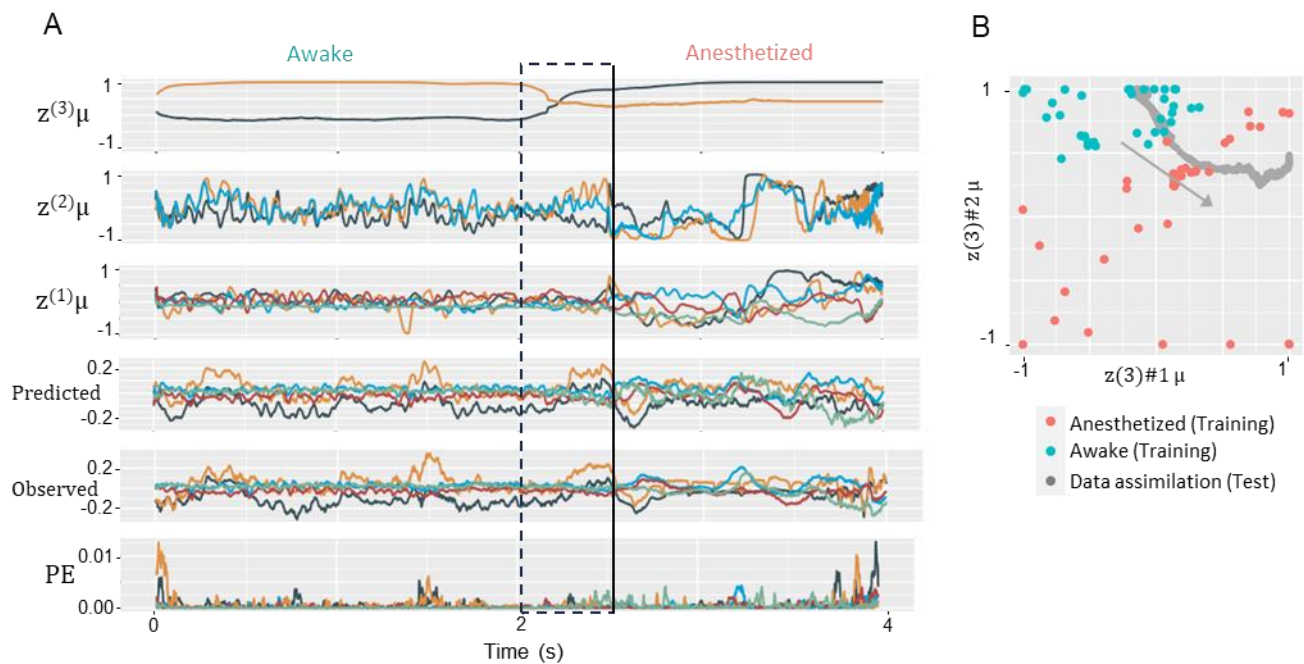 A
Awake
Anesthetized
z⁽³⁾μ
1
-1
z⁽²⁾μ
1
-1
z⁽¹⁾μ
1
-1
Predicted
0.2
-0.2
Observed
0.2
-0.2
PE
0.01
0.00
0
2
4
Time (s)
B
1
-1
z(3)#2 μ
-1
1
z(3)#1 μ
Anesthetized (Training)
Awake (Training)
Data assimilation (Test)